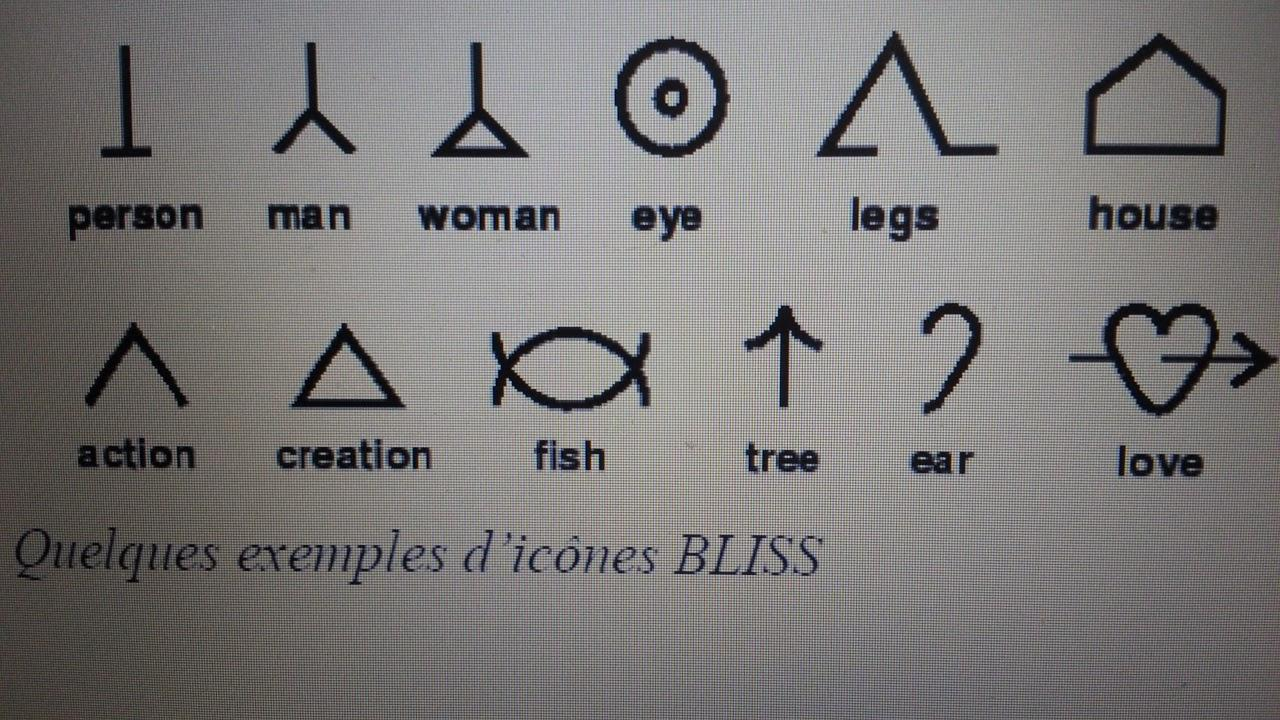 person man woman eye legs house
action creation fish tree ear love
Quelques exemples d'icônes BLISS